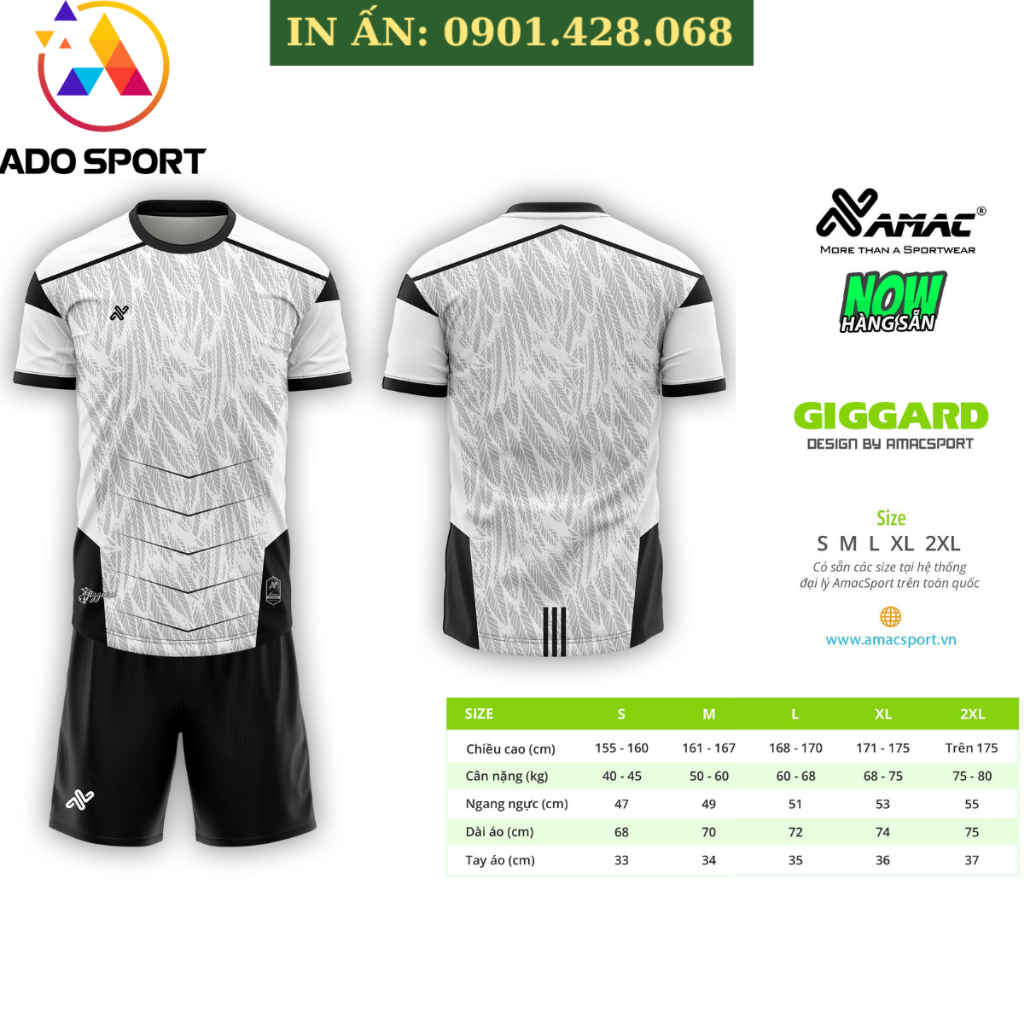 IN ẤN: 0901.428.068
ADO SPORT
AMAC®
MORE THAN A SPORTWEAR
NOW
HÀNG SẴN
GIGGARD
DESIGN BY AMACSPORT
Size
S M L XL 2XL
Có sẵn các size tại hệ thống
đại lý AmacSport trên toàn quốc
www.amacsport.vn
SIZE S M L XL 2XL
Chiều cao (cm) 155 - 160 161 - 167 168 - 170 171 - 175 Trên 175
Cân nặng (kg) 40 - 45 50 - 60 60 - 68 68 - 75 75 - 80
Ngang ngực (cm) 47 49 51 53 55
Dài áo (cm) 68 70 72 74 75
Tay áo (cm) 33 34 35 36 37